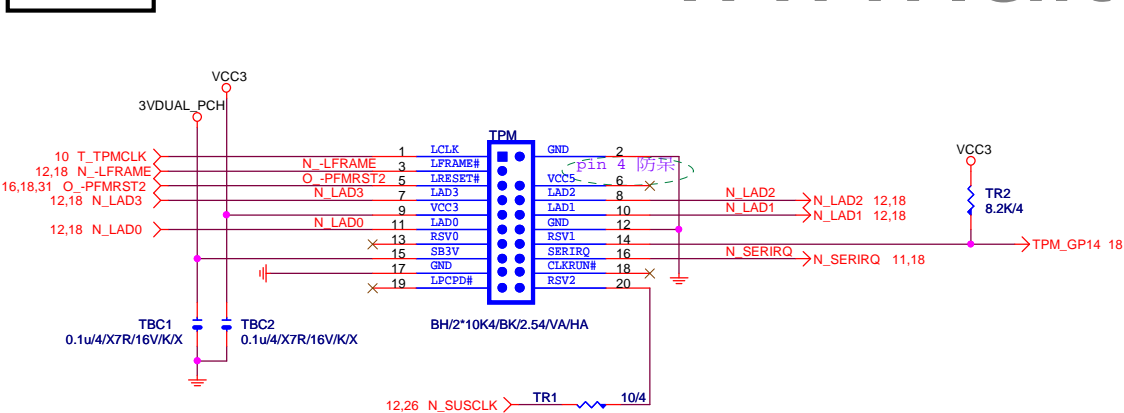 VCC3
3VDUAL_PCH
TPM
10 T_TPMCLK 1 LCLK GND 2
12,18 N_-LFRAME N_-LFRAME 3 LFRAME# pin 4 防呆
16,18,31 O_-PFMRST2 O_-PFMRST2 5 LRESET# VCC5 6
12,18 N_LAD3 N_LAD3 7 LAD3 LAD2 8 N_LAD2 N_LAD2 12,18
9 VCC3 LAD1 10 N_LAD1 N_LAD1 12,18
12,18 N_LAD0 N_LAD0 11 LAD0 GND 12
13 RSV0 RSV1 14 TPM_GP14 18
15 SB3V SERIRQ 16 N_SERIRQ N_SERIRQ 11,18
17 GND CLKRUN# 18
19 LPCPD# RSV2 20
VCC3
TR2
8.2K/4
TBC1
0.1u/4/X7R/16V/K/X
TBC2
0.1u/4/X7R/16V/K/X
BH/2*10K4/BK/2.54/VA/HA
12,26 N_SUSCLK TR1 10/4